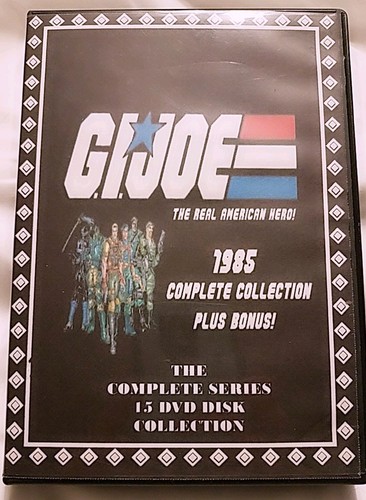 G.I.JOE
THE REAL AMERICAN HERO!
1985
COMPLETE COLLECTION
PLUS BONUS!
THE
COMPLETE SERIES
15 DVD DISK
COLLECTION